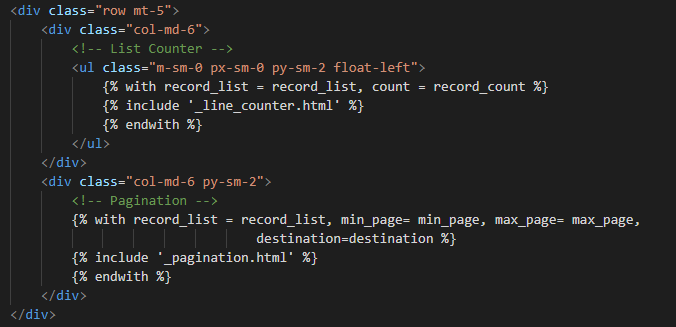 <div class="row mt-5">
<div class="col-md-6">
<!-- List Counter -->
<ul class="m-sm-0 px-sm-0 py-sm-2 float-left">
{% with record_list = record_list, count = record_count %}
{% include '_line_counter.html' %}
{% endwith %}
</ul>
</div>
<div class="col-md-6 py-sm-2">
<!-- Pagination -->
{% with record_list = record_list, min_page= min_page, max_page= max_page,
destination=destination %}
{% include '_pagination.html' %}
{% endwith %}
</div>
</div>